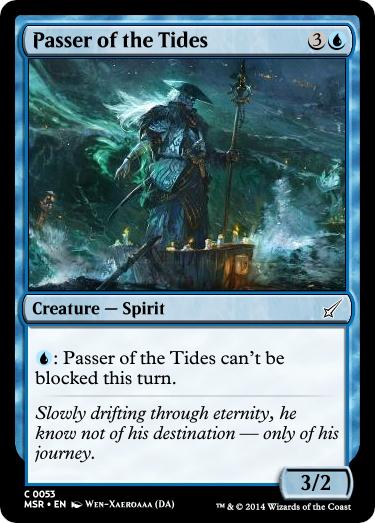 Passer of the Tides 3
Creature — Spirit
: Passer of the Tides can't be
blocked this turn.
Slowly drifting through eternity, he
know not of his destination — only of his
journey.
3/2
C 0053
MSR • EN Wen-Xaeroaaa (DA)
™ & © 2014 Wizards of the Coast